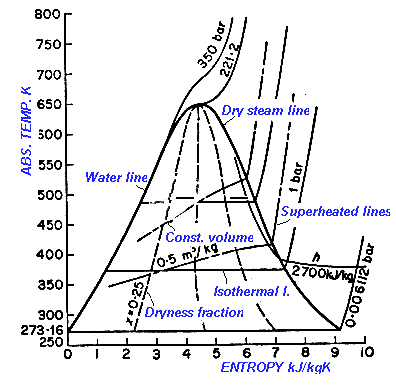 ABS. TEMP. K
800
750
700
650
600
550
500
450
400
350
300
273·16
250
350 bar
221·2
Dry steam line
Water line
1 bar
Superheated lines
Const. volume
0.5 m³/kg
h
2700kJ/kg
Isothermal l.
x=0·25
Dryness fraction
0·006112 bar
0 1 2 3 4 5 6 7 8 9 10
ENTROPY kJ/kgK